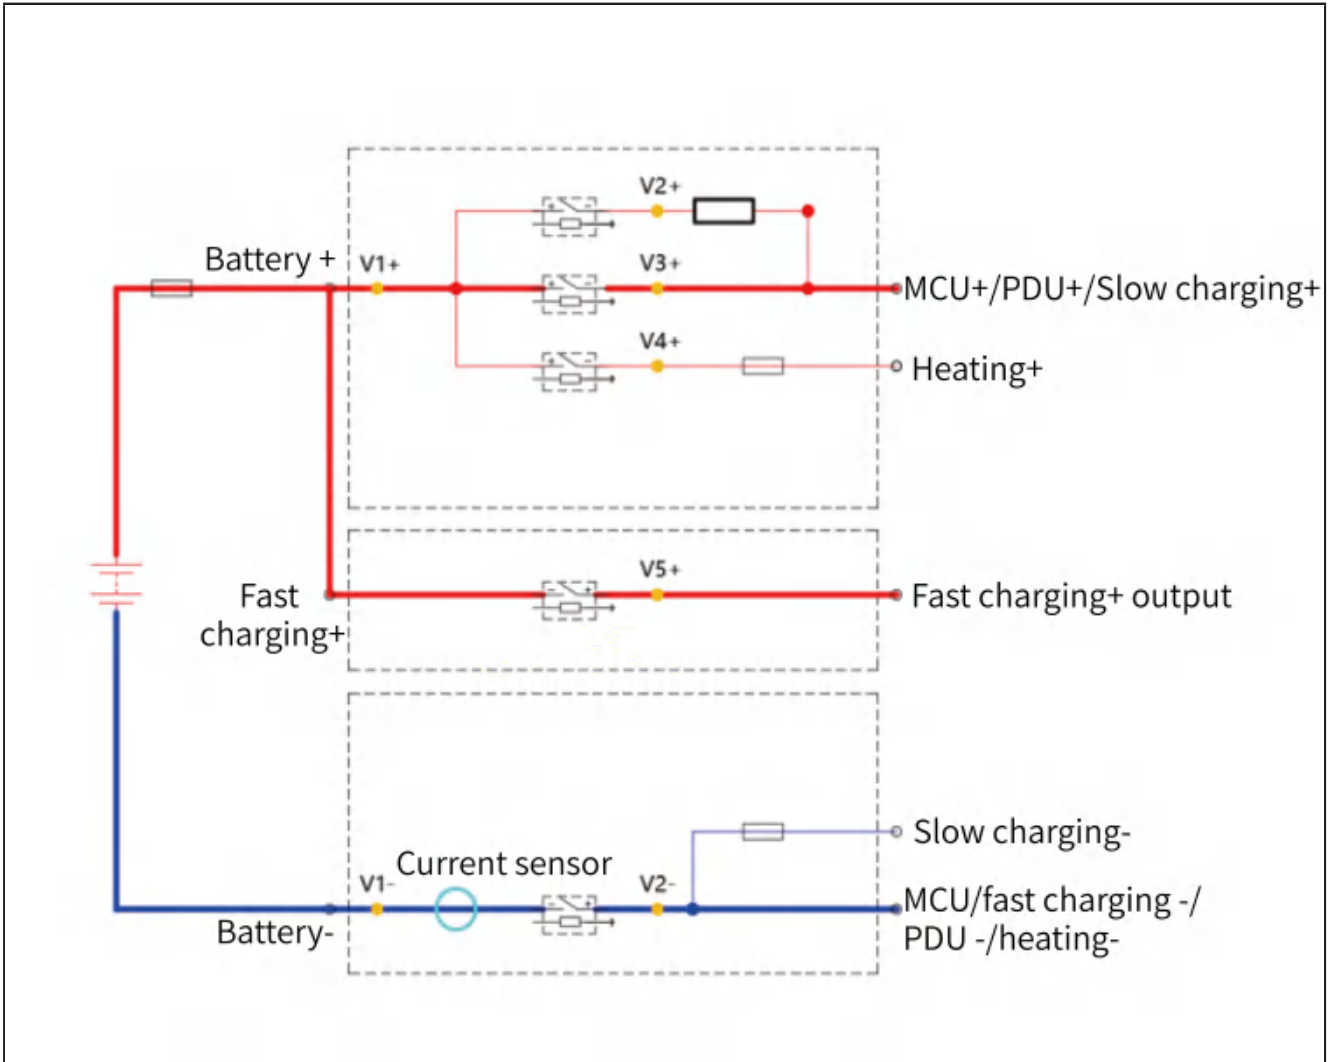 V2+
Battery +
V1+
V3+
MCU+/PDU+/Slow charging+
V4+
Heating+
V5+
Fast
charging+
Fast charging+ output
Slow charging-
Current sensor
V1-
V2-
MCU/fast charging -/
PDU -/heating-
Battery-